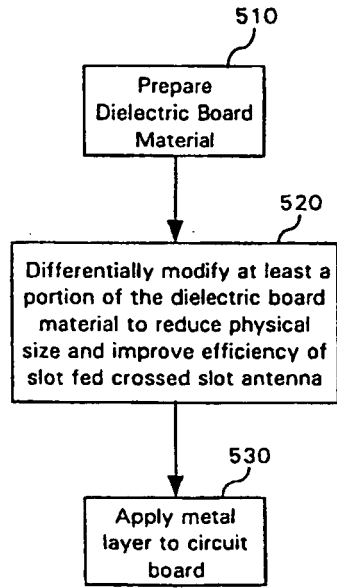 510
Prepare
Dielectric Board
Material
520
Differentially modify at least a
portion of the dielectric board
material to reduce physical
size and improve efficiency of
slot fed crossed slot antenna
530
Apply metal
layer to circuit
board